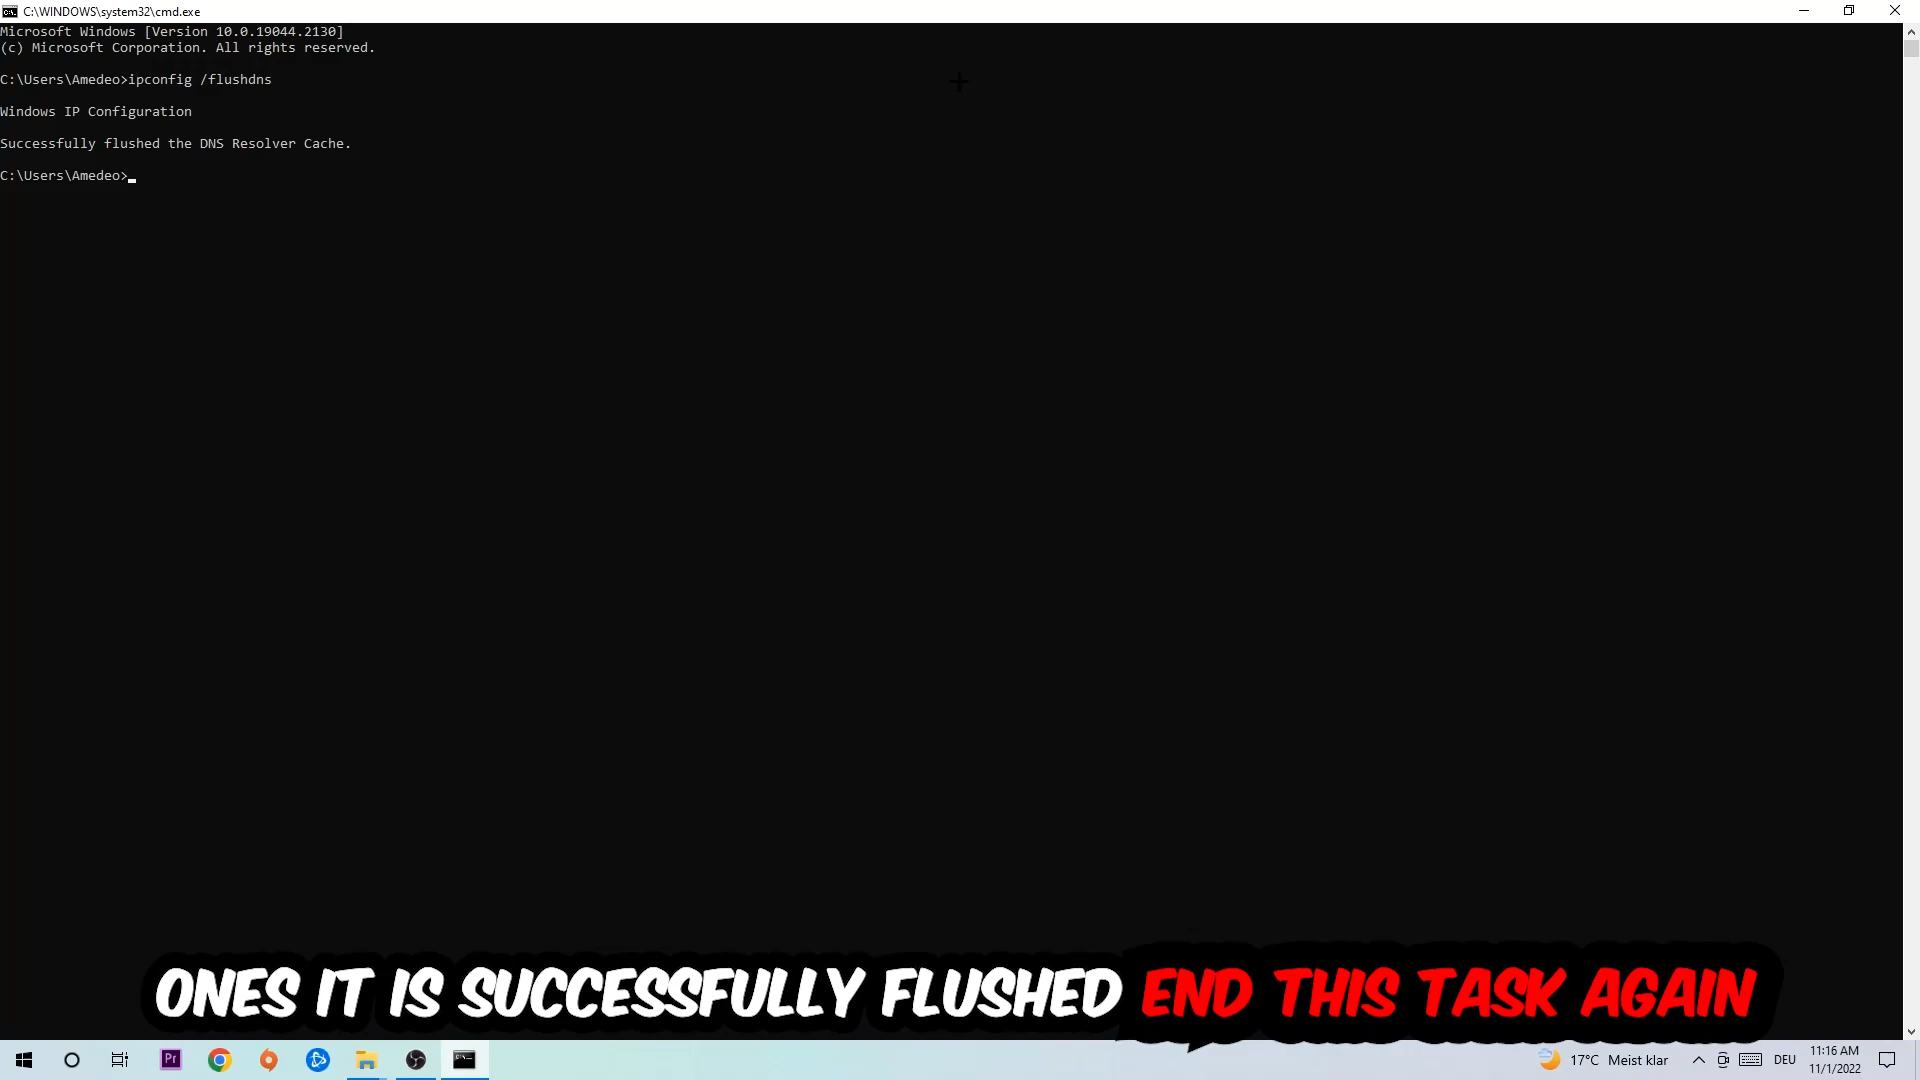 C:\WINDOWS\system32\cmd.exe
Microsoft Windows [Version 10.0.19044.2130]
(c) Microsoft Corporation. All rights reserved.
C:\Users\Amedeo>ipconfig /flushdns
Windows IP Configuration
Successfully flushed the DNS Resolver Cache.
C:\Users\Amedeo>
ONES IT IS SUCCESSFULLY FLUSHED END THIS TASK AGAIN
Pr
17°C Meist klar
DEU
11:16 AM
11/1/2022